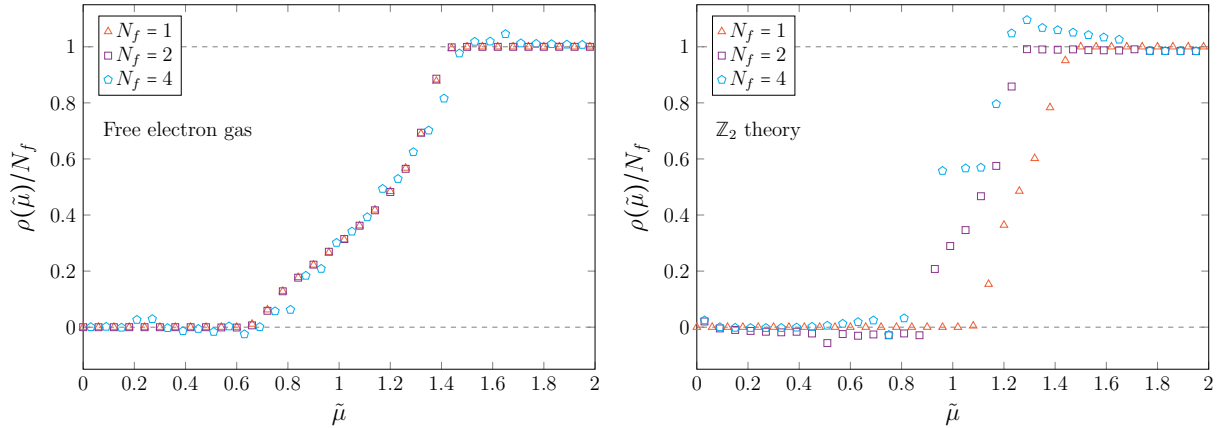 N_f = 1
N_f = 2
N_f = 4
Free electron gas
ρ(μ̃)/N_f
1
0.8
0.6
0.4
0.2
0
0 0.2 0.4 0.6 0.8 1 1.2 1.4 1.6 1.8 2
μ̃
N_f = 1
N_f = 2
N_f = 4
ℤ₂ theory
ρ(μ̃)/N_f
1
0.8
0.6
0.4
0.2
0
0 0.2 0.4 0.6 0.8 1 1.2 1.4 1.6 1.8 2
μ̃